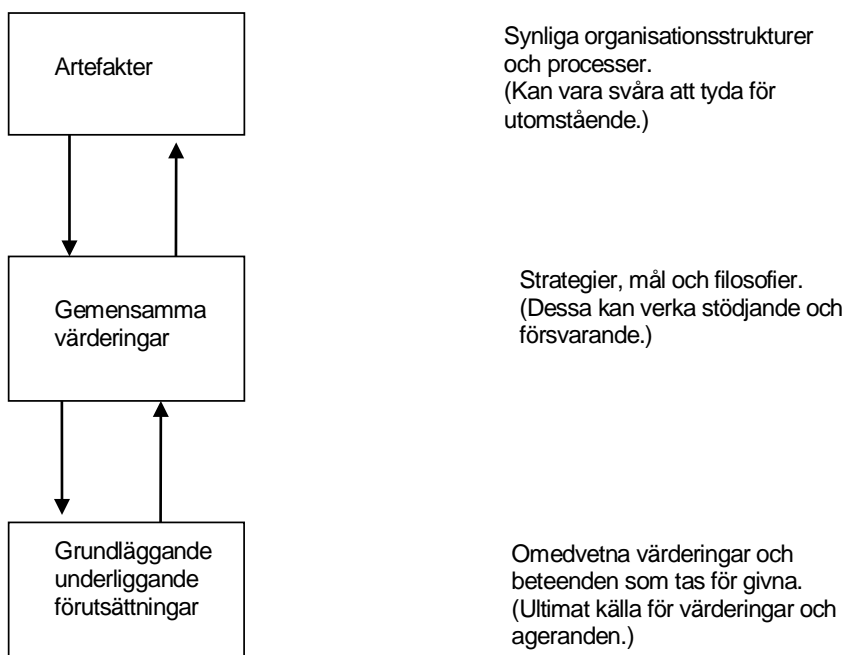 Artefakter
Synliga organisationsstrukturer
och processer.
(Kan vara svåra att tyda för
utomstående.)
Gemensamma
värderingar
Strategier, mål och filosofier.
(Dessa kan verka stödjande och
försvarande.)
Grundläggande
underliggande
förutsättningar
Omedvetna värderingar och
beteenden som tas för givna.
(Ultimat källa för värderingar och
ageranden.)